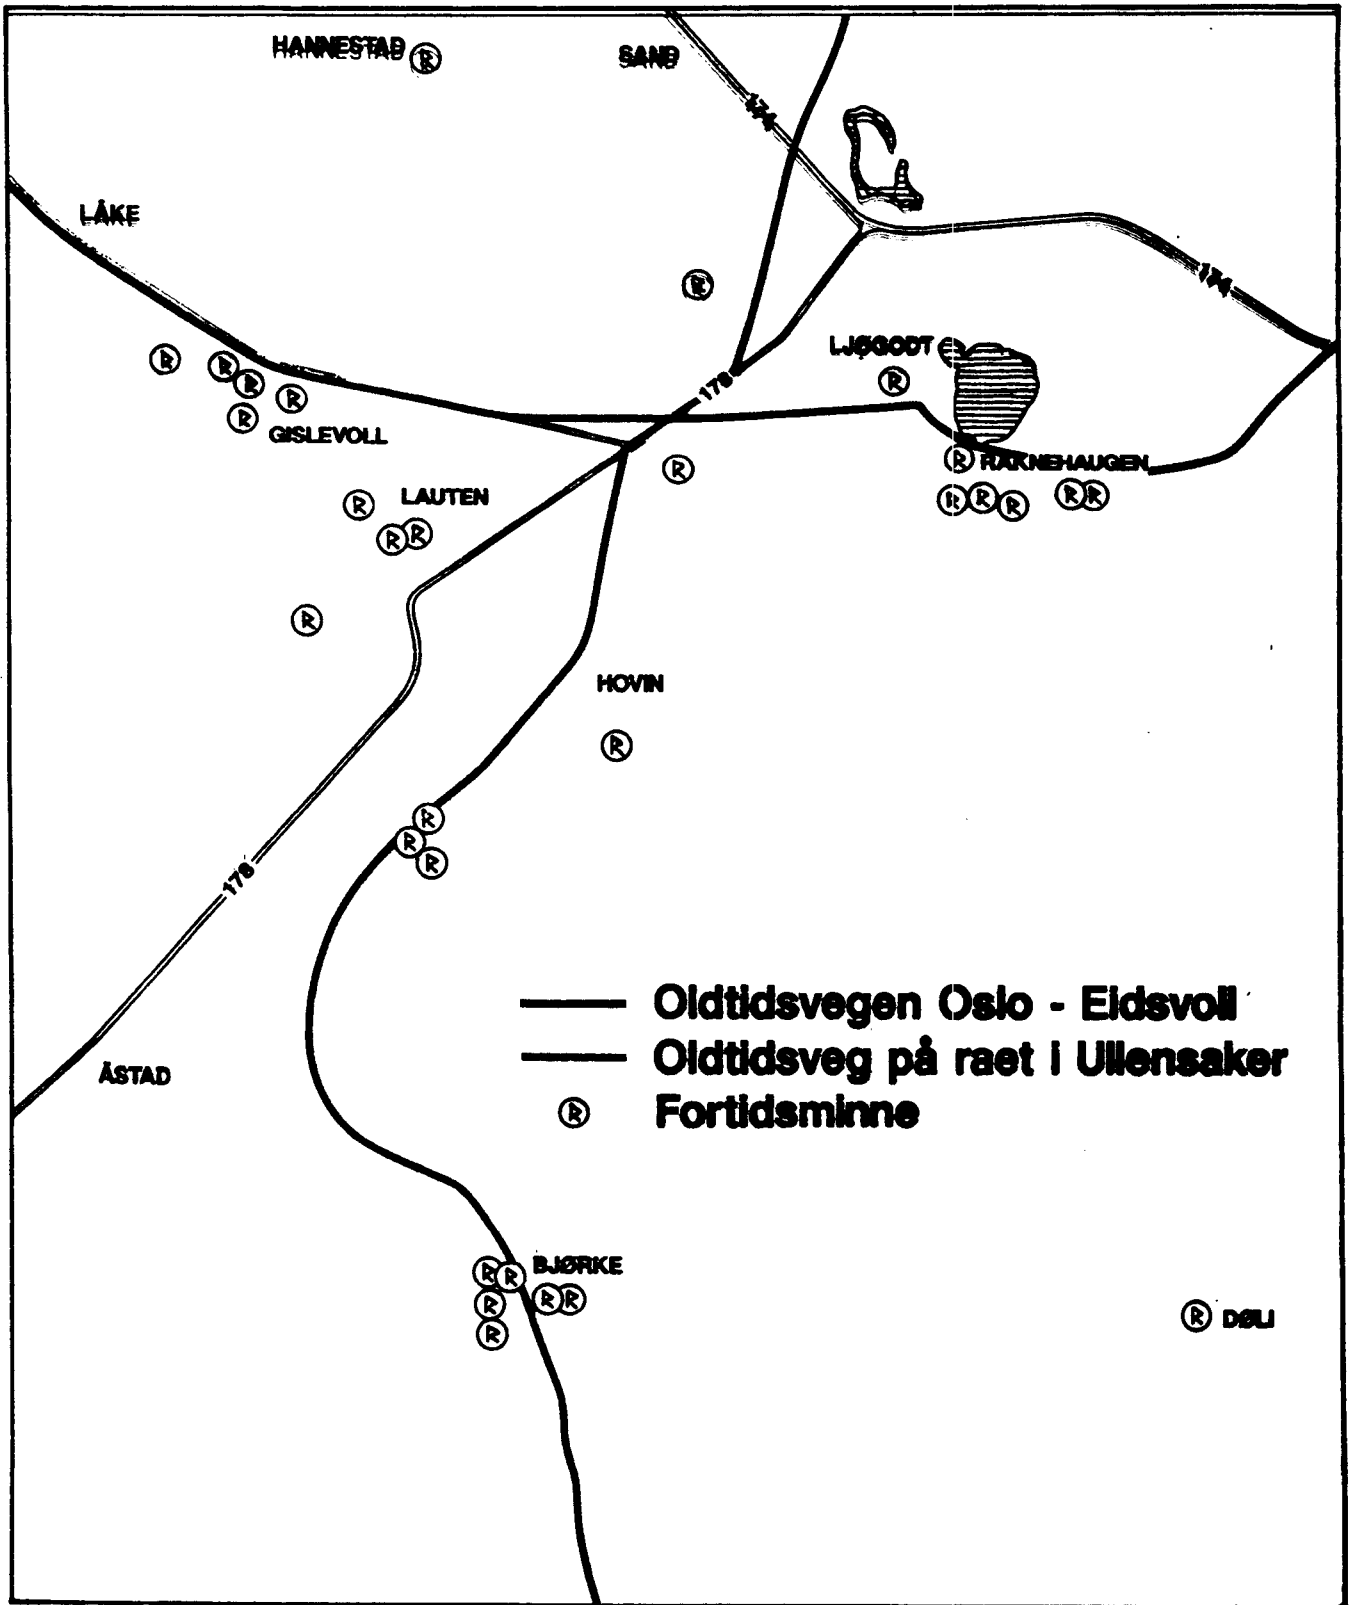 HANNESTAD R
SAND
174
LÅKE
R
174
LJØGODT
R
R
R
R
R
R
178
GISLEVOLL
R
R
RAKNEHAUGEN
LAUTEN
R
R
R
R
R
R
R
R
R
R
HOVIN
R
R
R
R
178
Oldtidsvegen Oslo - Eidsvoll
Oldtidsveg på raet i Ullensaker
R Fortidsminne
ÅSTAD
BJØRKE
R
R
R
R
R
R
R DØLI